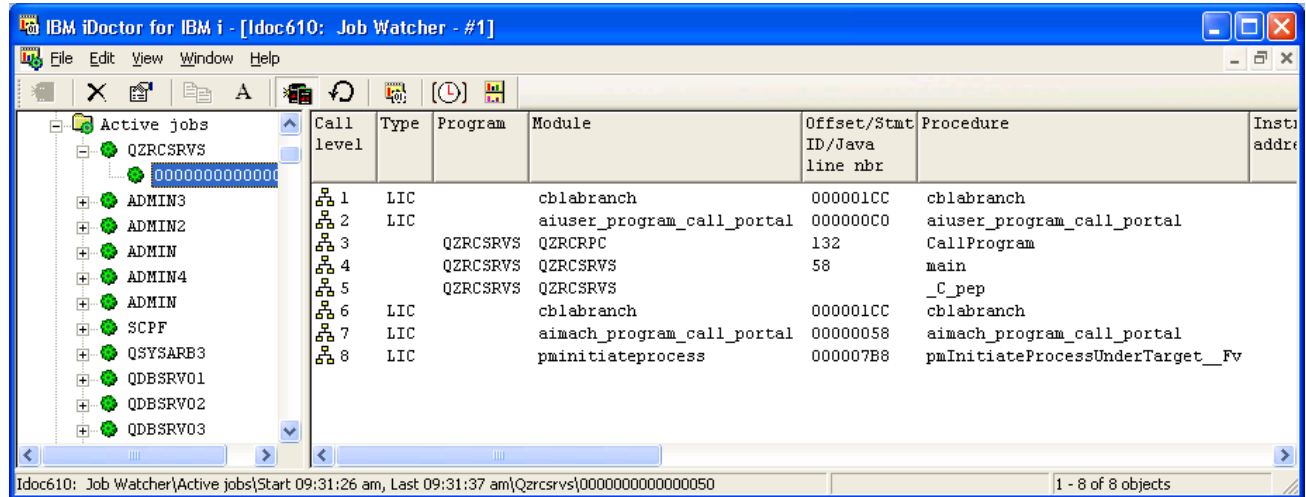 IBM iDoctor for IBM i - [Idoc610: Job Watcher - #1]
File Edit View Window Help
Active jobs
QZRCSRVS
0000000000000
ADMIN3
ADMIN2
ADMIN
ADMIN4
ADMIN
SCPF
QSYSARB3
QDBSRV01
QDBSRV02
QDBSRV03
Call level Type Program Module Offset/Stmt ID/Java line nbr Procedure Instr addre
1 LIC cblabranch 000001CC cblabranch
2 LIC aiuser_program_call_portal 000000C0 aiuser_program_call_portal
3 QZRCSRVS QZRCRPC 132 CallProgram
4 QZRCSRVS QZRCSRVS 58 main
5 QZRCSRVS QZRCSRVS _C_pep
6 LIC cblabranch 000001CC cblabranch
7 LIC aimach_program_call_portal 00000058 aimach_program_call_portal
8 LIC pminitiateprocess 000007B8 pmInitiateProcessUnderTarget__Fv
Idoc610: Job Watcher\Active jobs\Start 09:31:26 am, Last 09:31:37 am\Qzrcsrvs\0000000000000050 1 - 8 of 8 objects